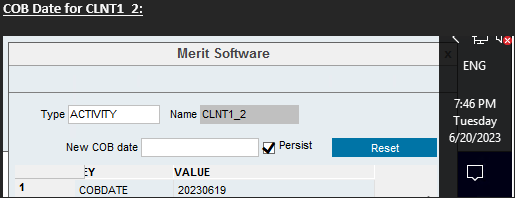 COB Date for CLNT1_2:
Merit Software
x
ENG
Type ACTIVITY Name CLNT1_2
7:46 PM
Tuesday
6/20/2023
New COB date Persist Reset
EY VALUE
1
COBDATE 20230619